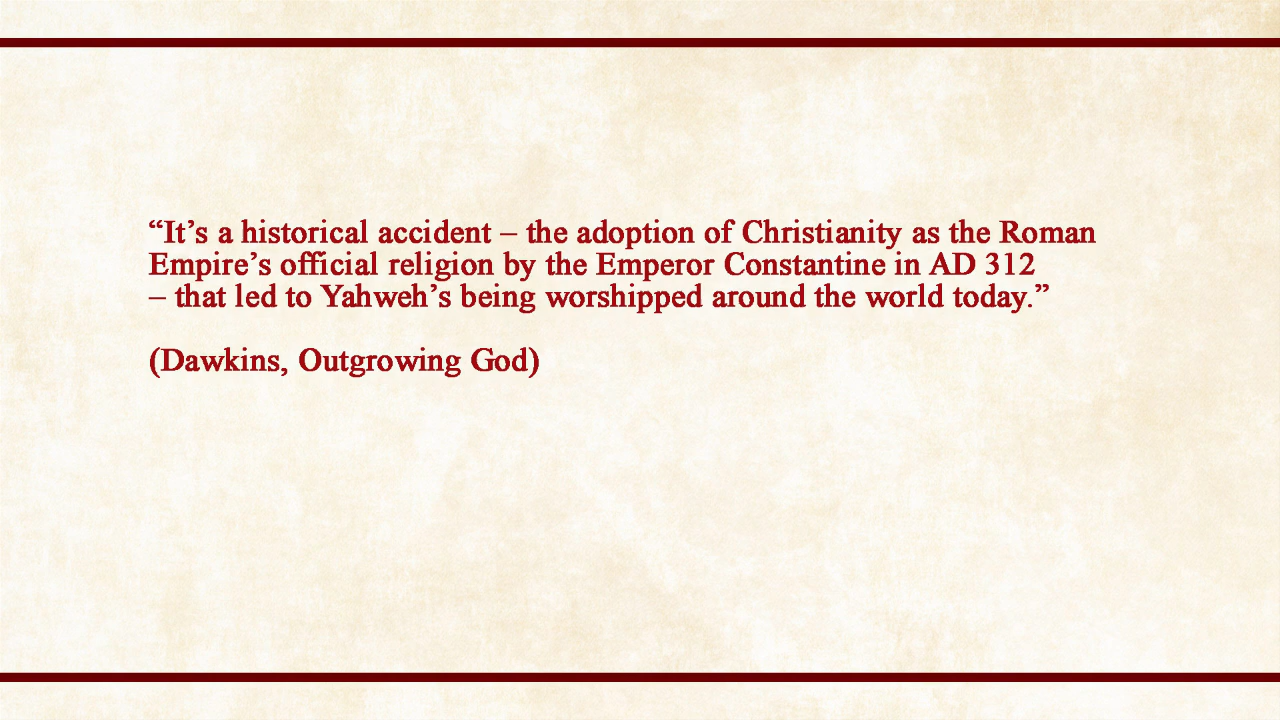 “It’s a historical accident – the adoption of Christianity as the Roman
Empire’s official religion by the Emperor Constantine in AD 312
– that led to Yahweh’s being worshipped around the world today.”
(Dawkins, Outgrowing God)